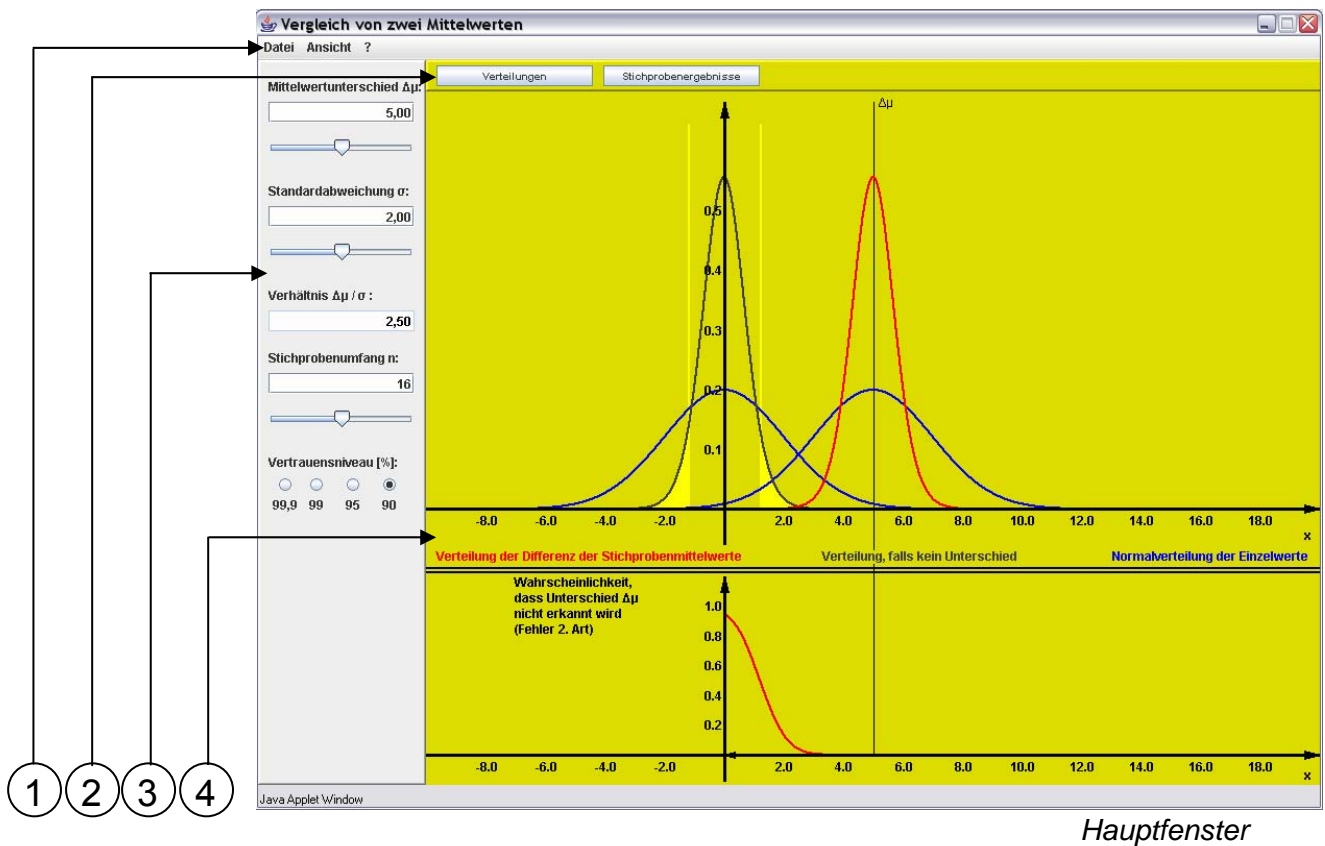 Vergleich von zwei Mittelwerten
Datei Ansicht ?
Verteilungen Stichprobenergebnisse
Mittelwertunterschied Δµ:
5,00
Standardabweichung σ:
2,00
Verhältnis Δµ / σ :
2,50
Stichprobenumfang n:
16
Vertrauensniveau [%]:
99,9 99 95 90
Δµ
0.5
0.4
0.3
0.2
0.1
-8.0 -6.0 -4.0 -2.0 2.0 4.0 6.0 8.0 10.0 12.0 14.0 16.0 18.0
x
Verteilung der Differenz der Stichprobenmittelwerte Verteilung, falls kein Unterschied Normalverteilung der Einzelwerte
Wahrscheinlichkeit,
dass Unterschied Δµ
nicht erkannt wird
(Fehler 2. Art)
1.0
0.8
0.6
0.4
0.2
-8.0 -6.0 -4.0 -2.0 2.0 4.0 6.0 8.0 10.0 12.0 14.0 16.0 18.0
x
1 2 3 4
Java Applet Window
Hauptfenster